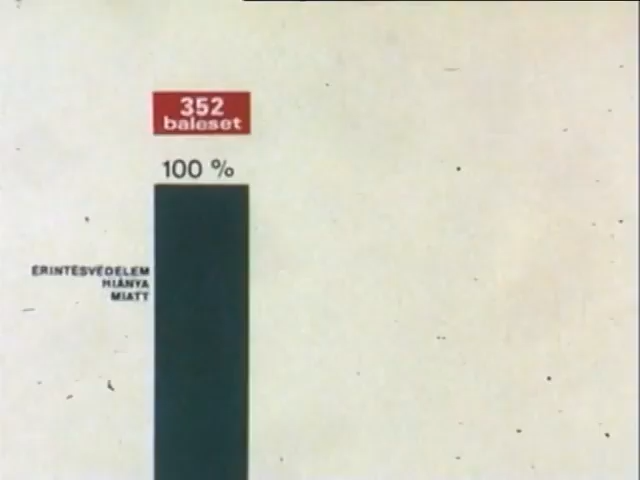 352
baleset
100 %
ÉRINTÉSVÉDELEM
HIÁNYA
MIATT